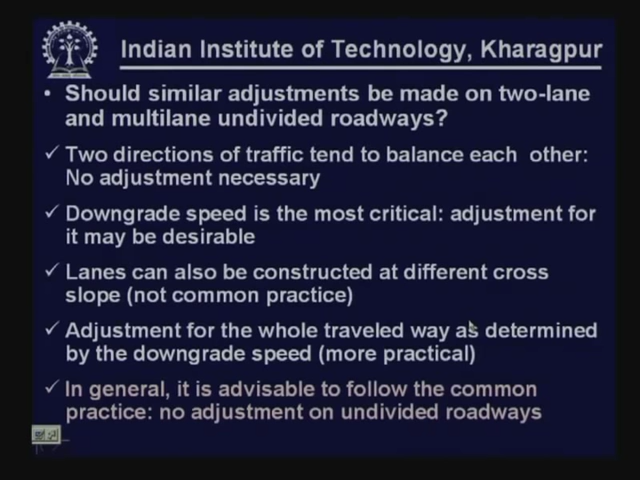 Indian Institute of Technology, Kharagpur
• Should similar adjustments be made on two-lane
and multilane undivided roadways?
✓ Two directions of traffic tend to balance each other:
No adjustment necessary
✓ Downgrade speed is the most critical: adjustment for
it may be desirable
✓ Lanes can also be constructed at different cross
slope (not common practice)
✓ Adjustment for the whole traveled way as determined
by the downgrade speed (more practical)
✓ In general, it is advisable to follow the common
practice: no adjustment on undivided roadways